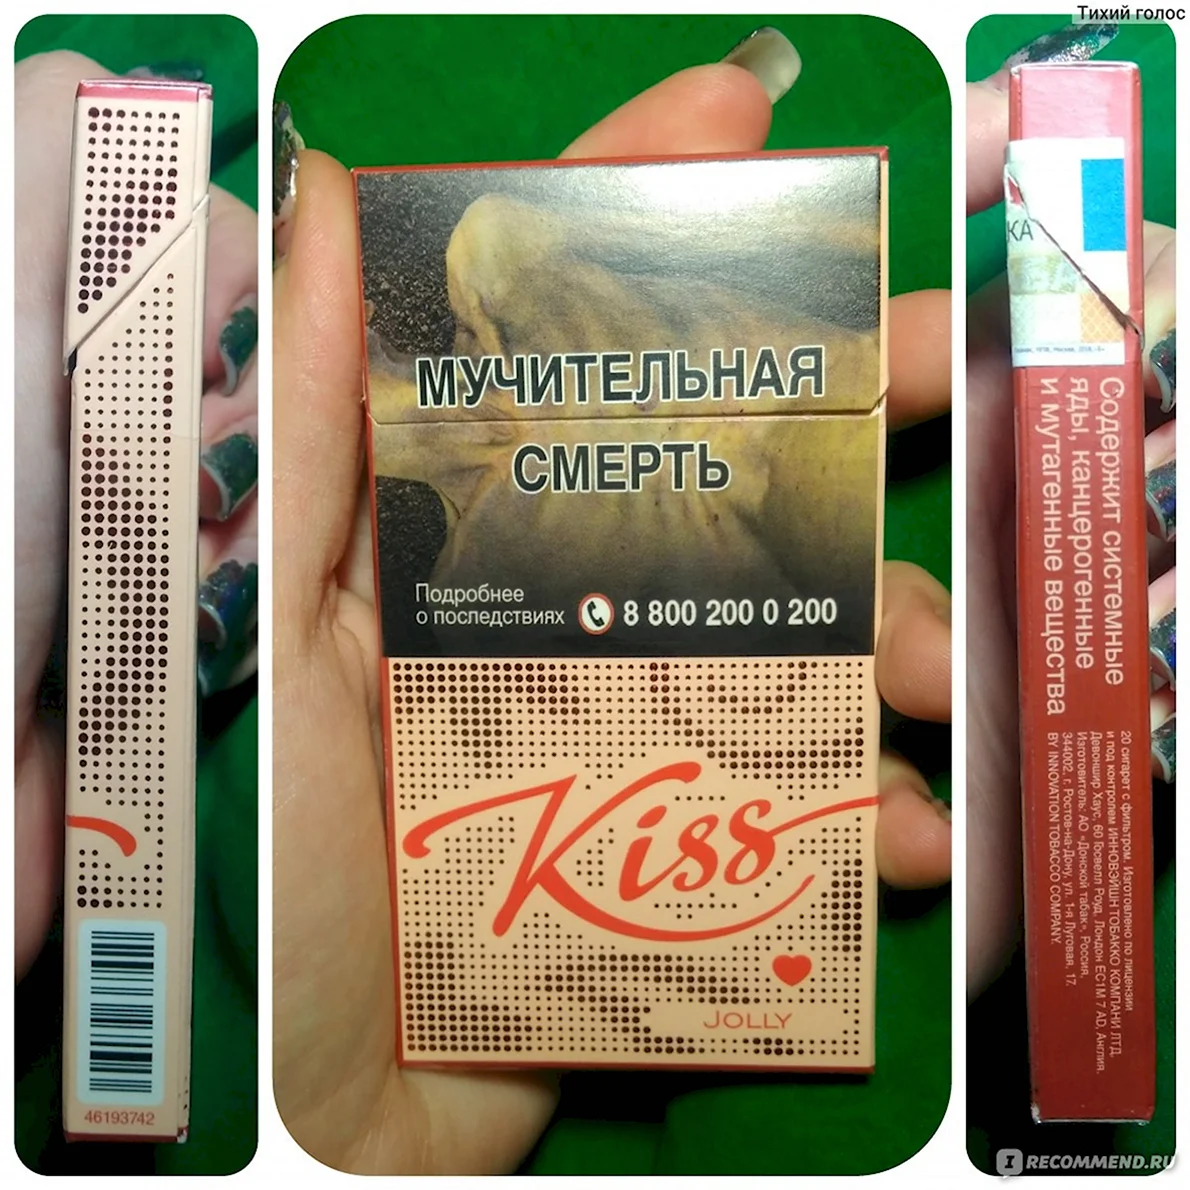 Тихий голос
46193742
МУЧИТЕЛЬНАЯ
СМЕРТЬ
Подробнее
о последствиях
8 800 200 0 200
Kiss
JOLLY
КА
Содержит системные
яды, канцерогенные
и мутагенные вещества
20 сигарет с фильтром. Изготовлено по лицензии
и под контролем ИННОВЭЙШН ТОБАККО КОМПАНИ ЛТД,
Девоншир Хаус, 60 Госвелл Роуд, Лондон EC1M 7 AD, Англия.
Изготовитель: АО «Донской табак», Россия,
344002, г. Ростов-на-Дону, ул. 1-я Луговая, 17.
BY INNOVATION TOBACCO COMPANY.
IRECOMMEND.RU